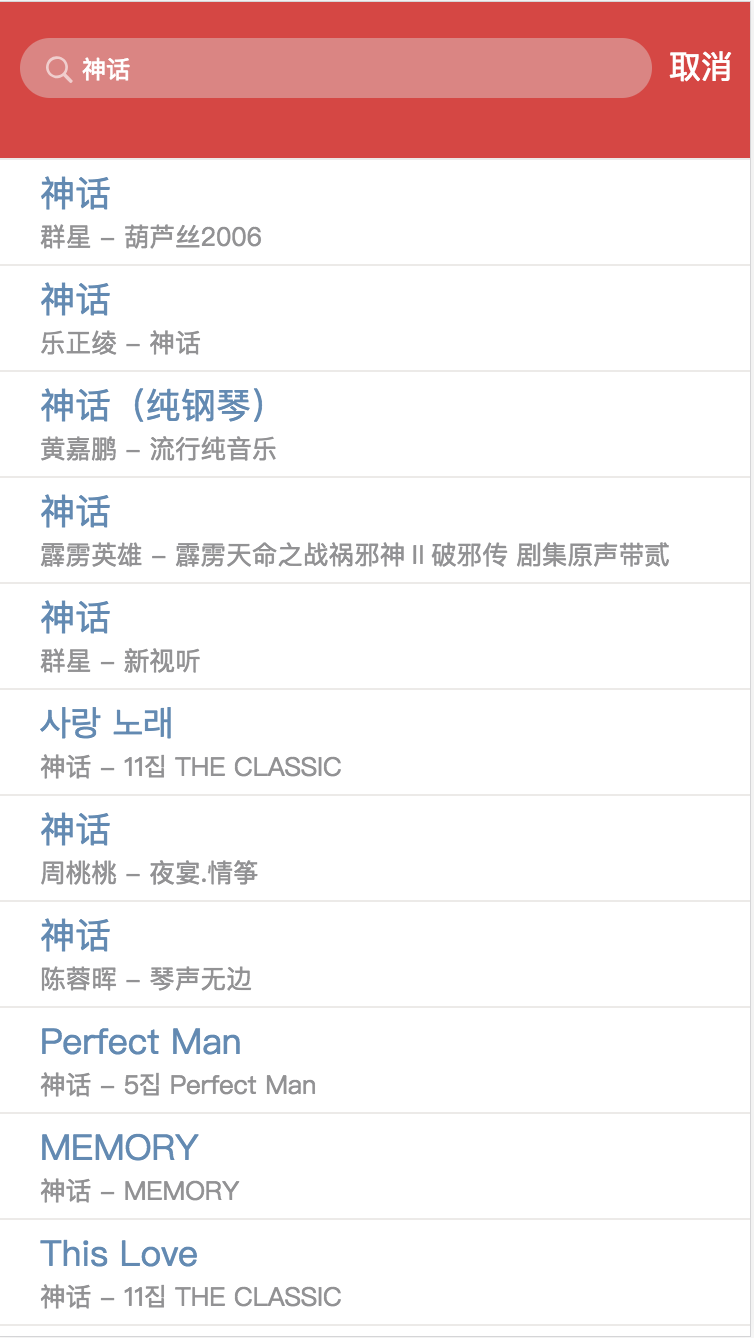 神话
取消
神话
群星 – 葫芦丝2006
神话
乐正绫 – 神话
神话（纯钢琴）
黄嘉鹏 – 流行纯音乐
神话
霹雳英雄 – 霹雳天命之战祸邪神Ⅱ破邪传 剧集原声带贰
神话
群星 – 新视听
사랑 노래
神话 – 11집 THE CLASSIC
神话
周桃桃 – 夜宴.情筝
神话
陈蓉晖 – 琴声无边
Perfect Man
神话 – 5집 Perfect Man
MEMORY
神话 – MEMORY
This Love
神话 – 11집 THE CLASSIC